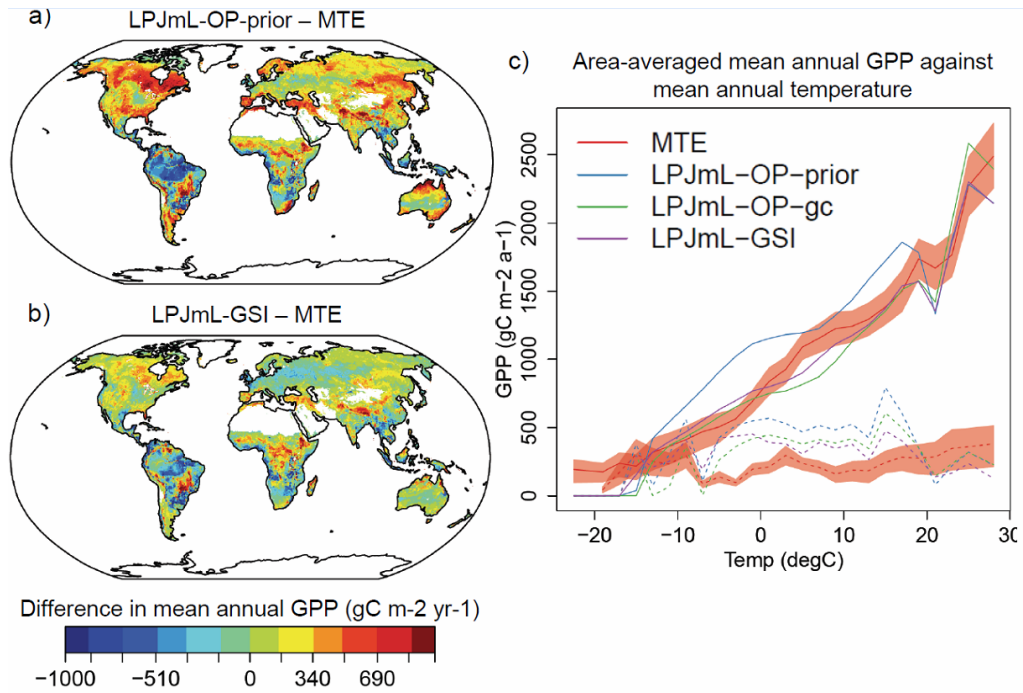 a)
LPJmL-OP-prior – MTE
b)
LPJmL-GSI – MTE
Difference in mean annual GPP (gC m-2 yr-1)
−1000 −510 0 340 690
c)
Area-averaged mean annual GPP against
mean annual temperature
MTE
LPJmL−OP−prior
LPJmL−OP−gc
LPJmL−GSI
GPP (gC m−2 a−1)
2500
2000
1500
1000
500
0
−20 −10 0 10 20 30
Temp (degC)